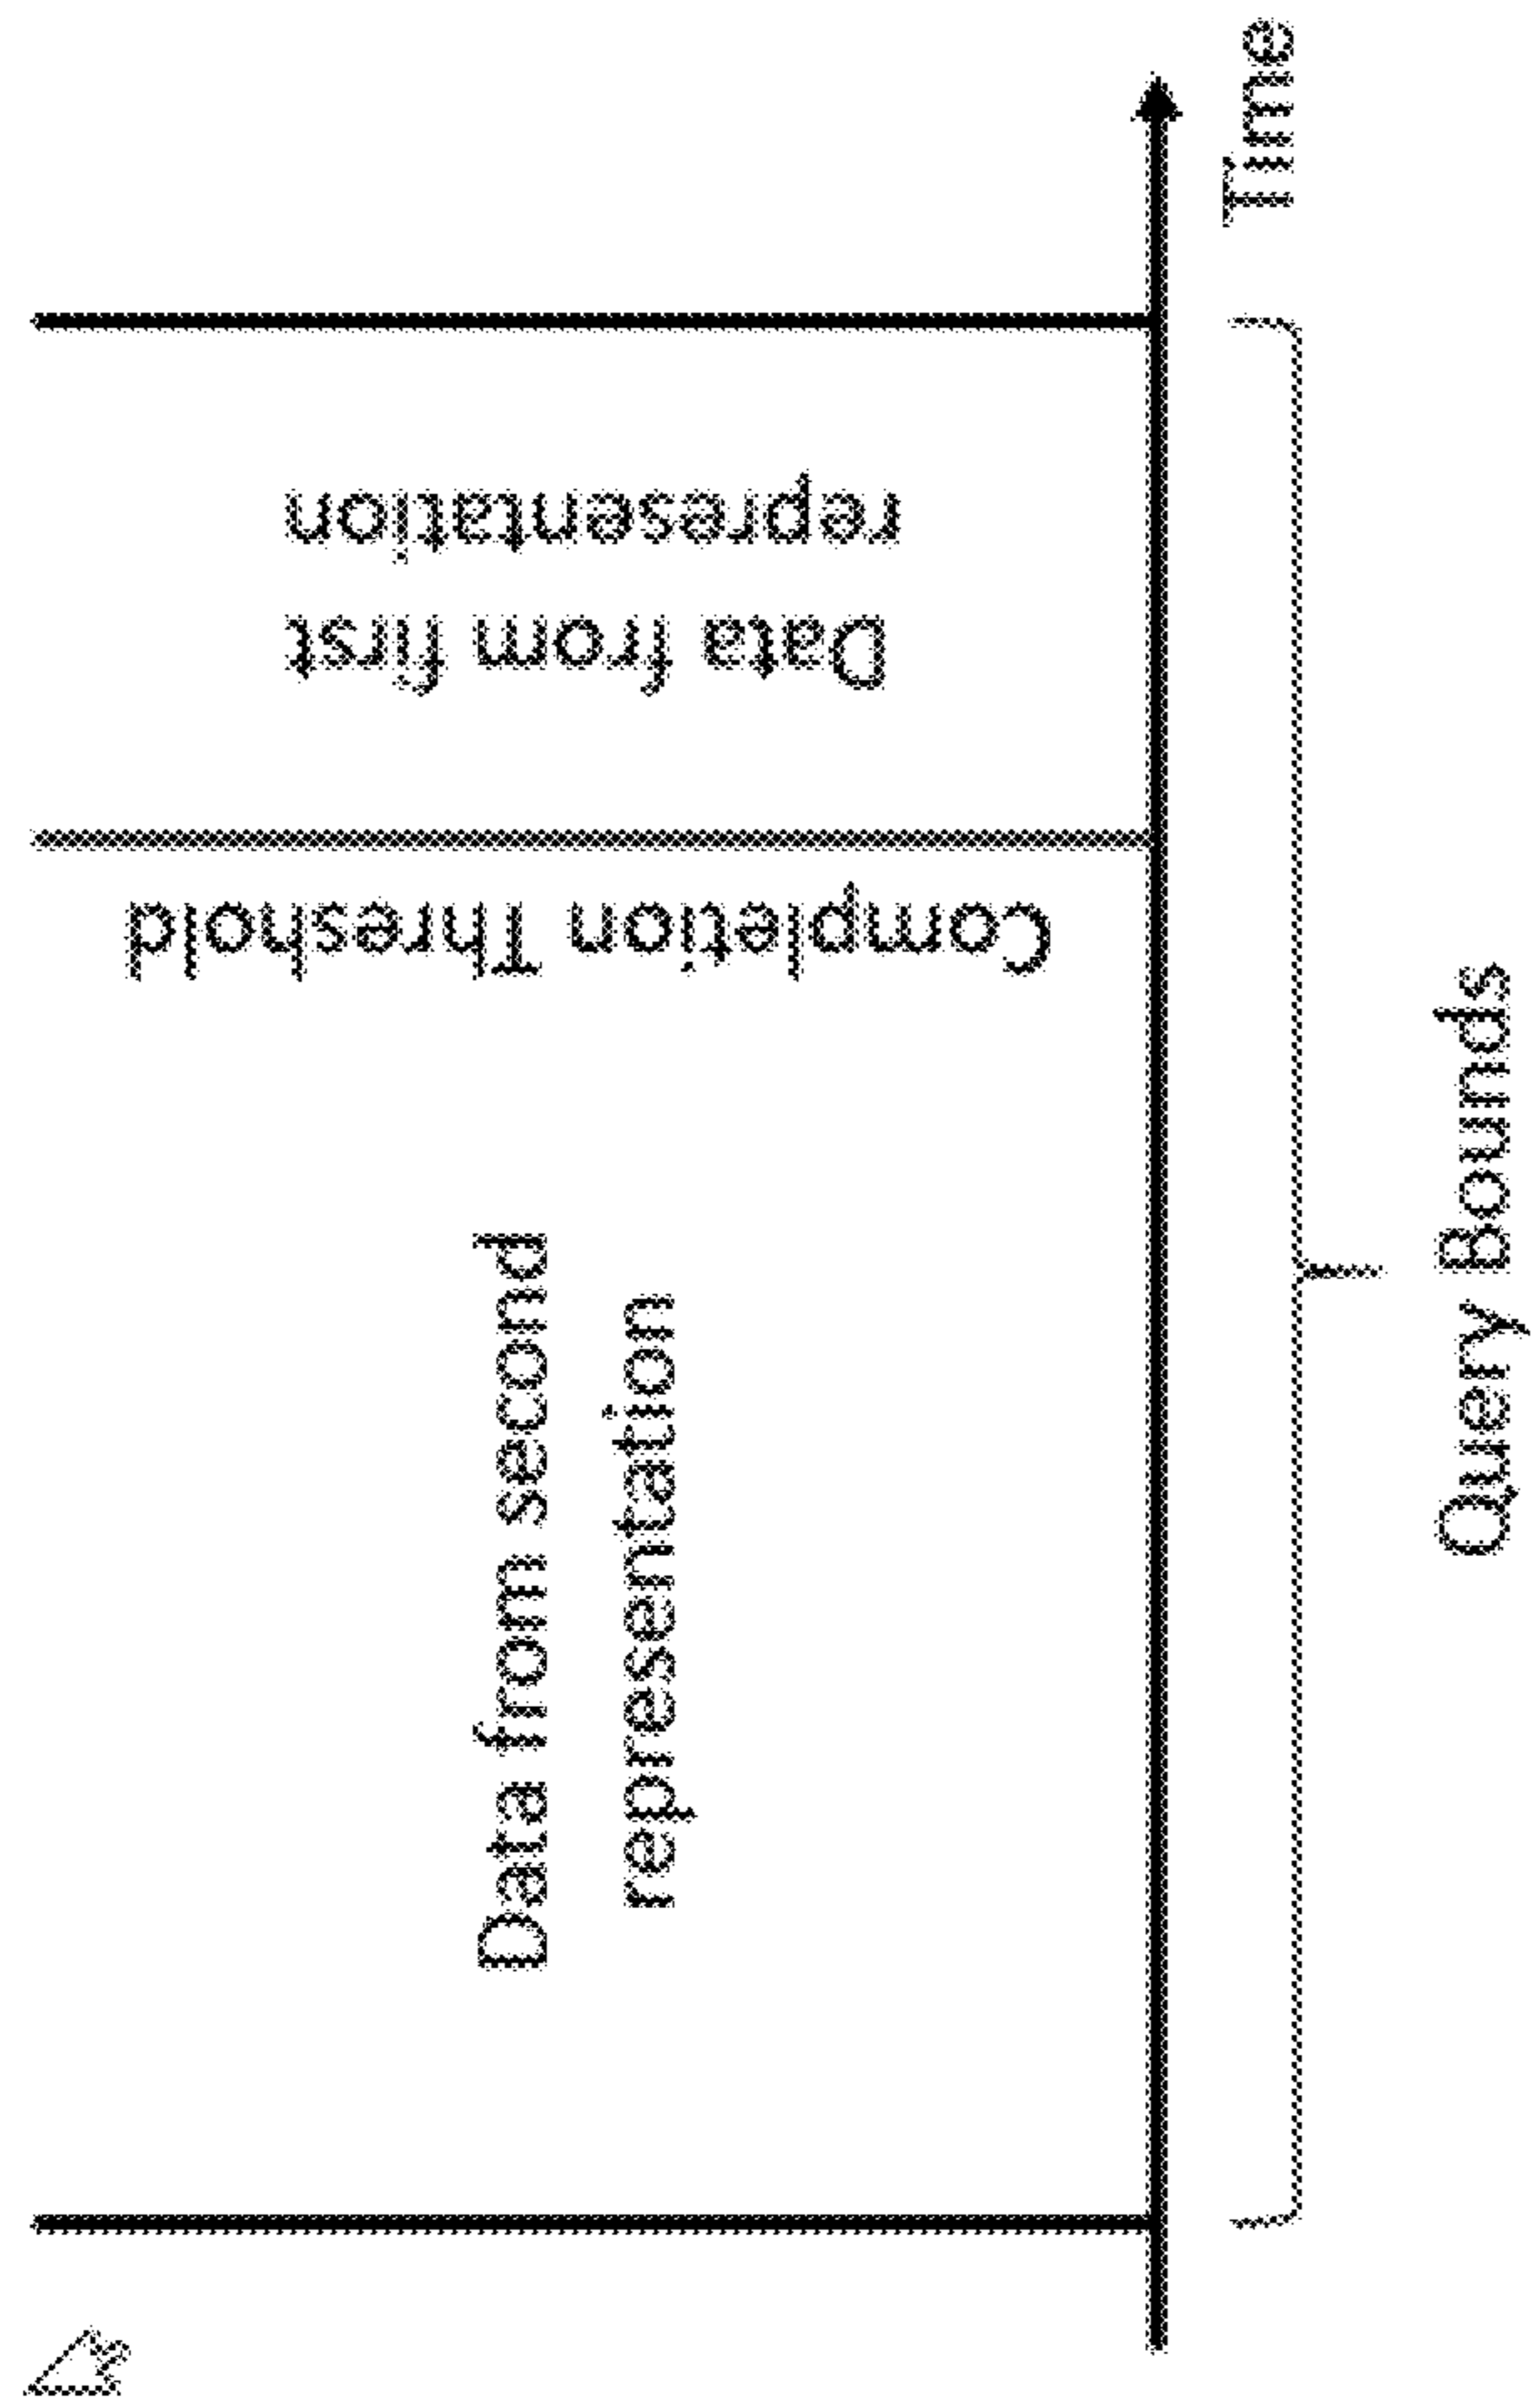 Data from second
representation
Completion Threshold
Data from first
representation
Time
Query Bounds